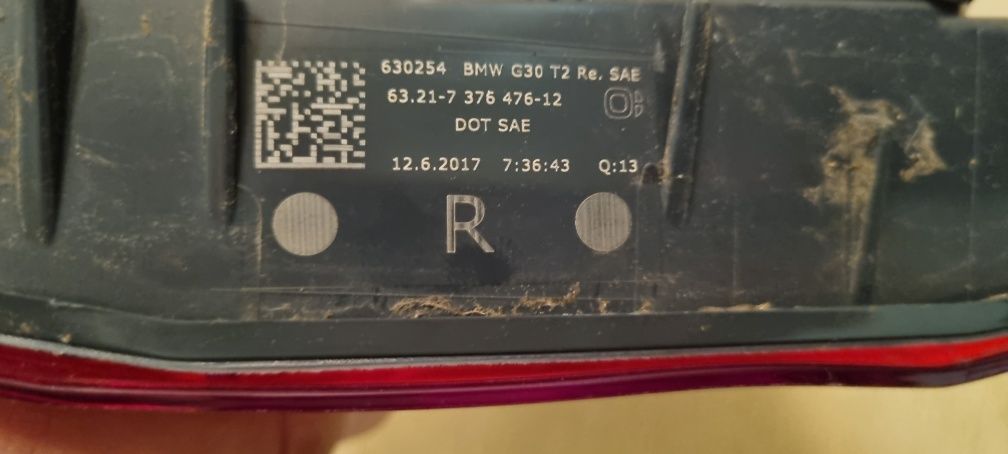 630254 BMW G30 T2 Re. SAE
63.21-7 376 476-12
DOT SAE
12.6.2017 7:36:43 Q:13
R